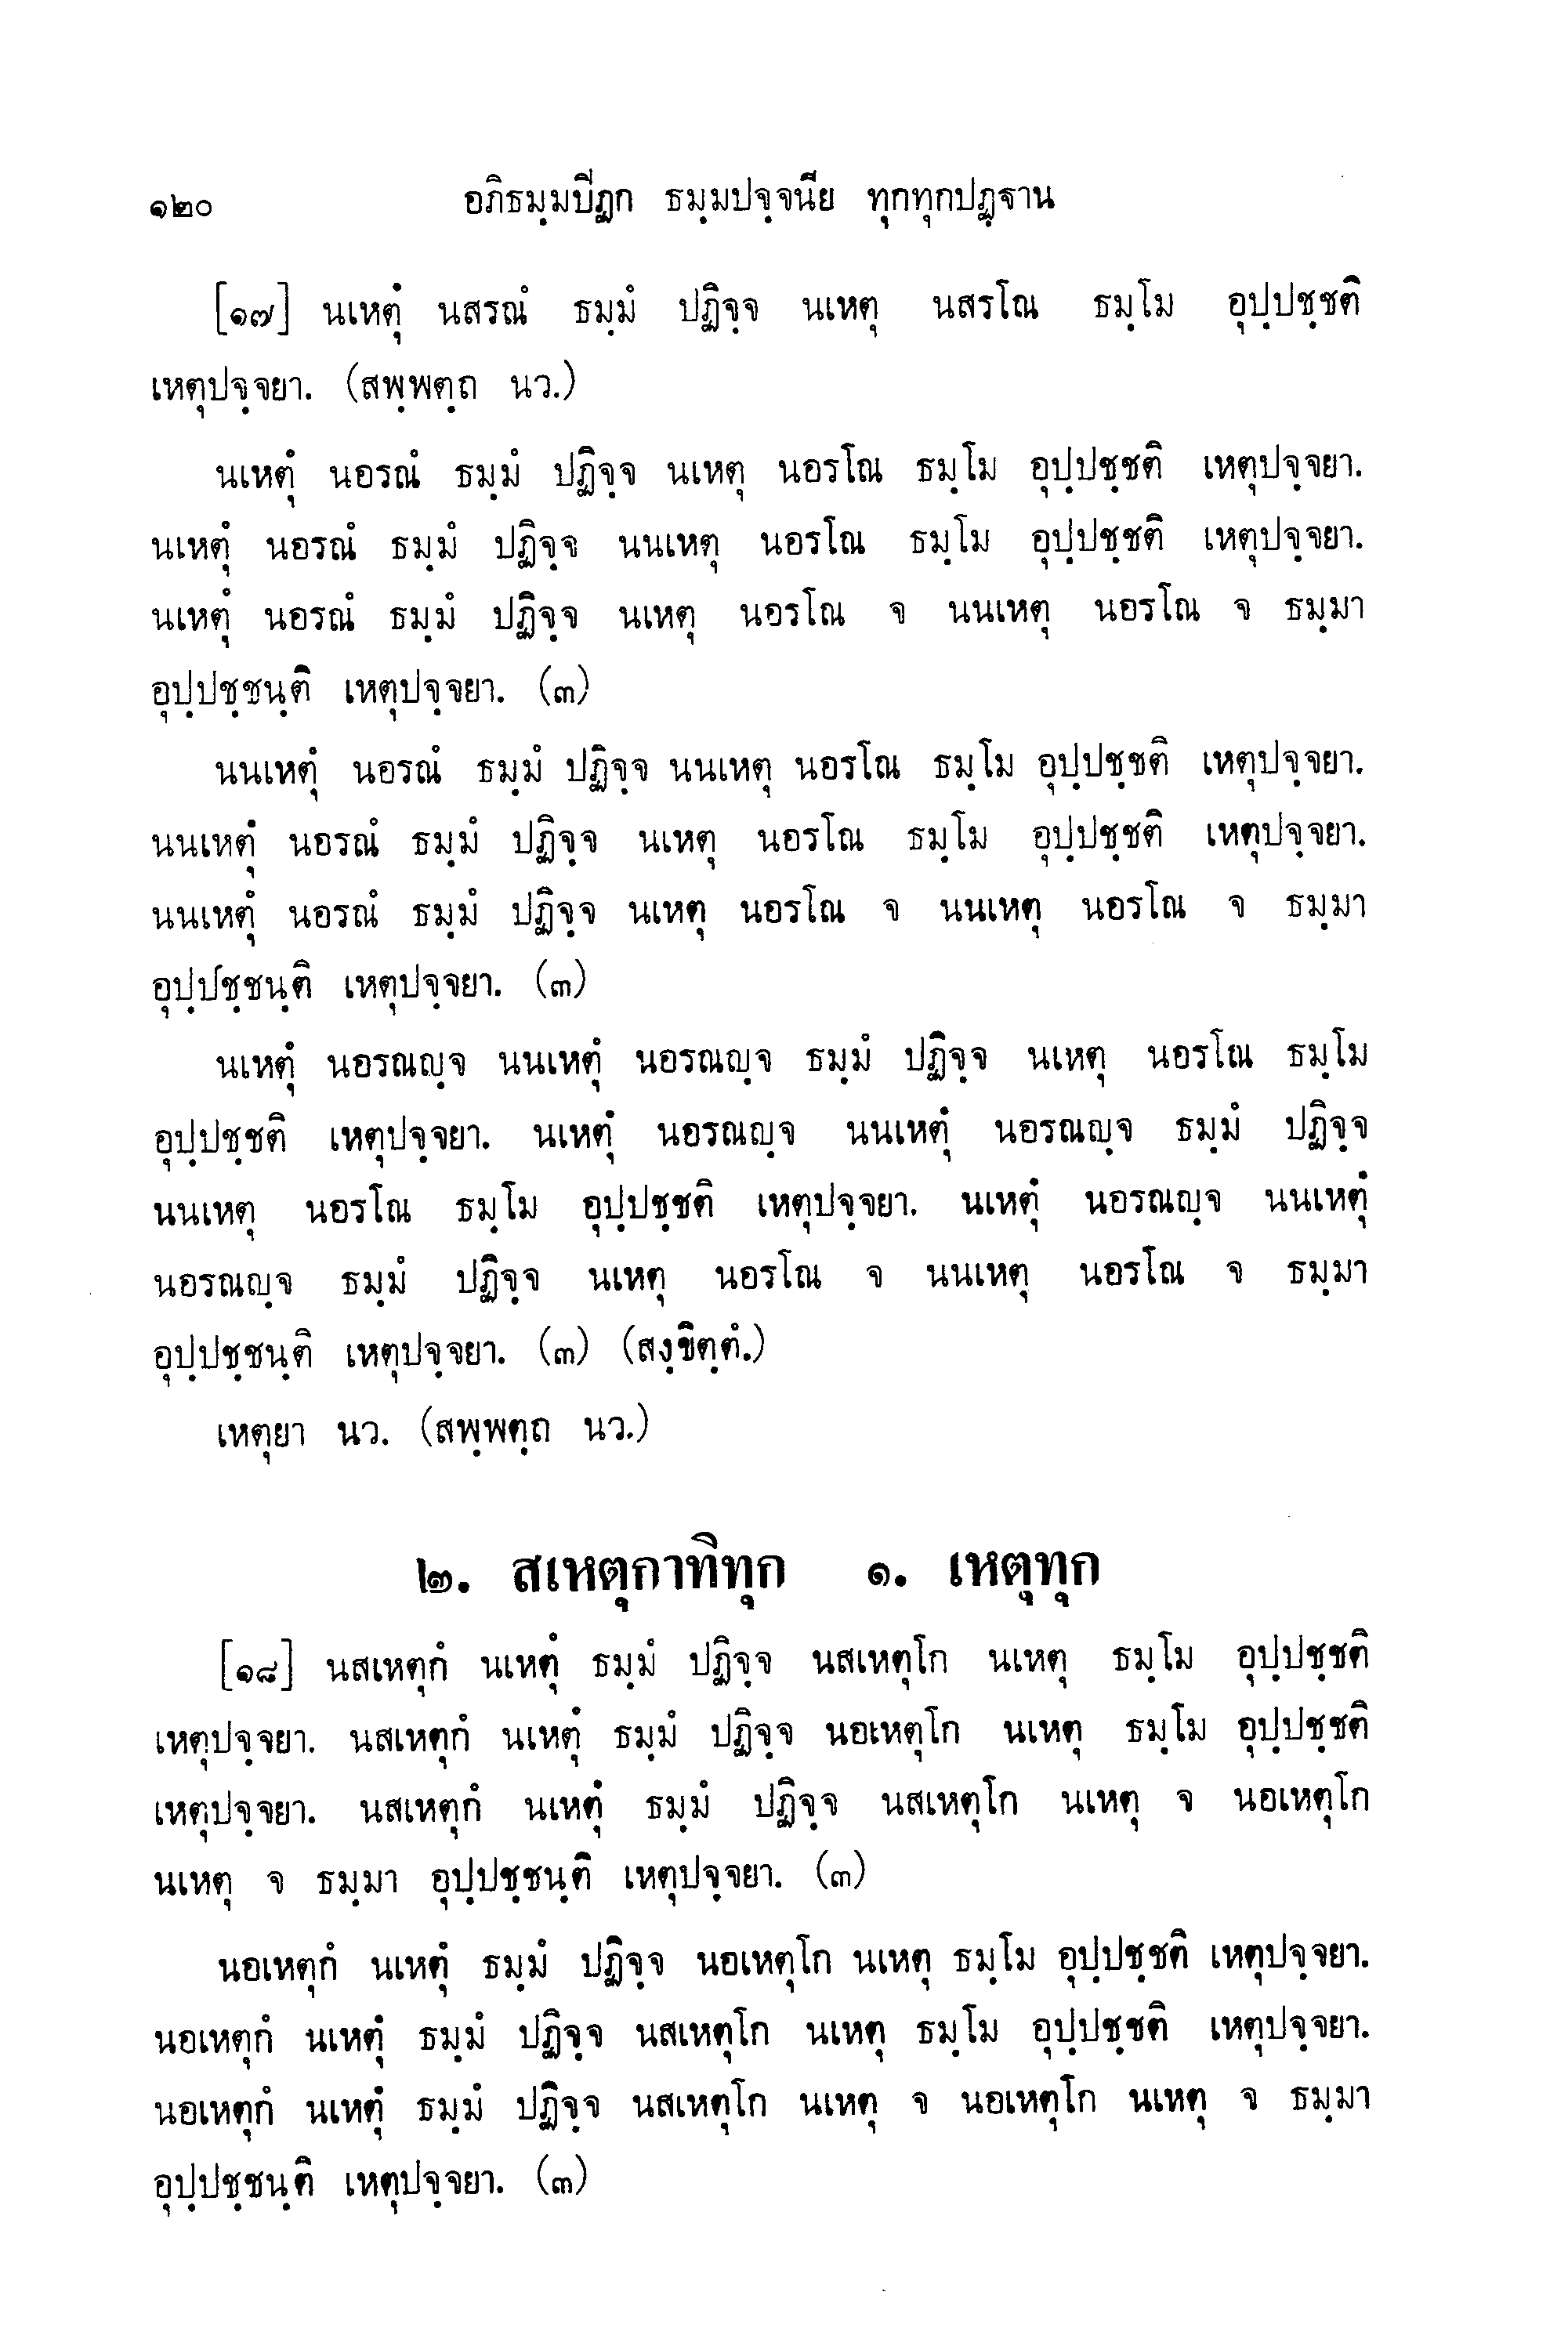 ๑๒๐ อภิธมฺมปิฏก ธมฺมปจฺจนีย ทุกทุกปฏฺฐาน
[๑๗] นเหตุํ นสรณํ ธมฺมํ ปฏิจฺจ นเหตุ นสรโณ ธมฺโม อุปฺปชฺชติ
เหตุปจฺจยา. (สพฺพตฺถ นว.)
นเหตุํ นอรณํ ธมฺมํ ปฏิจฺจ นเหตุ นอรโณ ธมฺโม อุปฺปชฺชติ เหตุปจฺจยา.
นเหตุํ นอรณํ ธมฺมํ ปฏิจฺจ นนเหตุ นอรโณ ธมฺโม อุปฺปชฺชติ เหตุปจฺจยา.
นเหตุํ นอรณํ ธมฺมํ ปฏิจฺจ นเหตุ นอรโณ จ นนเหตุ นอรโณ จ ธมฺมา
อุปฺปชฺชนฺติ เหตุปจฺจยา. (๓)
นนเหตุํ นอรณํ ธมฺมํ ปฏิจฺจ นนเหตุ นอรโณ ธมฺโม อุปฺปชฺชติ เหตุปจฺจยา.
นนเหตุํ นอรณํ ธมฺมํ ปฏิจฺจ นเหตุ นอรโณ ธมฺโม อุปฺปชฺชติ เหตุปจฺจยา.
นนเหตุํ นอรณํ ธมฺมํ ปฏิจฺจ นเหตุ นอรโณ จ นนเหตุ นอรโณ จ ธมฺมา
อุปฺปชฺชนฺติ เหตุปจฺจยา. (๓)
นเหตุํ นอรณญฺจ นนเหตุํ นอรณญฺจ ธมฺมํ ปฏิจฺจ นเหตุ นอรโณ ธมฺโม
อุปฺปชฺชติ เหตุปจฺจยา. นเหตุํ นอรณญฺจ นนเหตุํ นอรณญฺจ ธมฺมํ ปฏิจฺจ
นนเหตุ นอรโณ ธมฺโม อุปฺปชฺชติ เหตุปจฺจยา. นเหตุํ นอรณญฺจ นนเหตุํ
นอรณญฺจ ธมฺมํ ปฏิจฺจ นเหตุ นอรโณ จ นนเหตุ นอรโณ จ ธมฺมา
อุปฺปชฺชนฺติ เหตุปจฺจยา. (๓) (สงฺขิตฺตํ.)
เหตุยา นว. (สพฺพตฺถ นว.)
๒. สเหตุกาทิทุก ๑. เหตุทุก
[๑๘] นสเหตุกํ นเหตุํ ธมฺมํ ปฏิจฺจ นสเหตุโก นเหตุ ธมฺโม อุปฺปชฺชติ
เหตุปจฺจยา. นสเหตุกํ นเหตุํ ธมฺมํ ปฏิจฺจ นอเหตุโก นเหตุ ธมฺโม อุปฺปชฺชติ
เหตุปจฺจยา. นสเหตุกํ นเหตุํ ธมฺมํ ปฏิจฺจ นสเหตุโก นเหตุ จ นอเหตุโก
นเหตุ จ ธมฺมา อุปฺปชฺชนฺติ เหตุปจฺจยา. (๓)
นอเหตุกํ นเหตุํ ธมฺมํ ปฏิจฺจ นอเหตุโก นเหตุ ธมฺโม อุปฺปชฺชติ เหตุปจฺจยา.
นอเหตุกํ นเหตุํ ธมฺมํ ปฏิจฺจ นสเหตุโก นเหตุ ธมฺโม อุปฺปชฺชติ เหตุปจฺจยา.
นอเหตุกํ นเหตุํ ธมฺมํ ปฏิจฺจ นสเหตุโก นเหตุ จ นอเหตุโก นเหตุ จ ธมฺมา
อุปฺปชฺชนฺติ เหตุปจฺจยา. (๓)